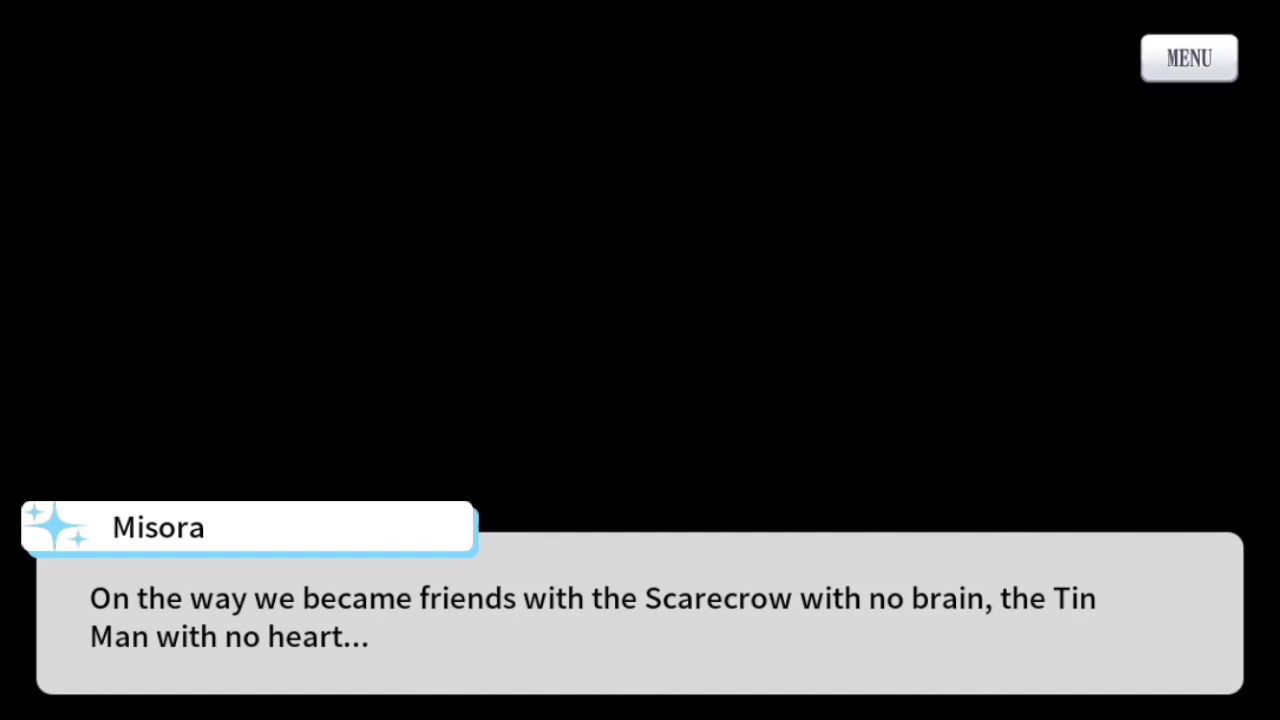 MENU
Misora
On the way we became friends with the Scarecrow with no brain, the Tin
Man with no heart...